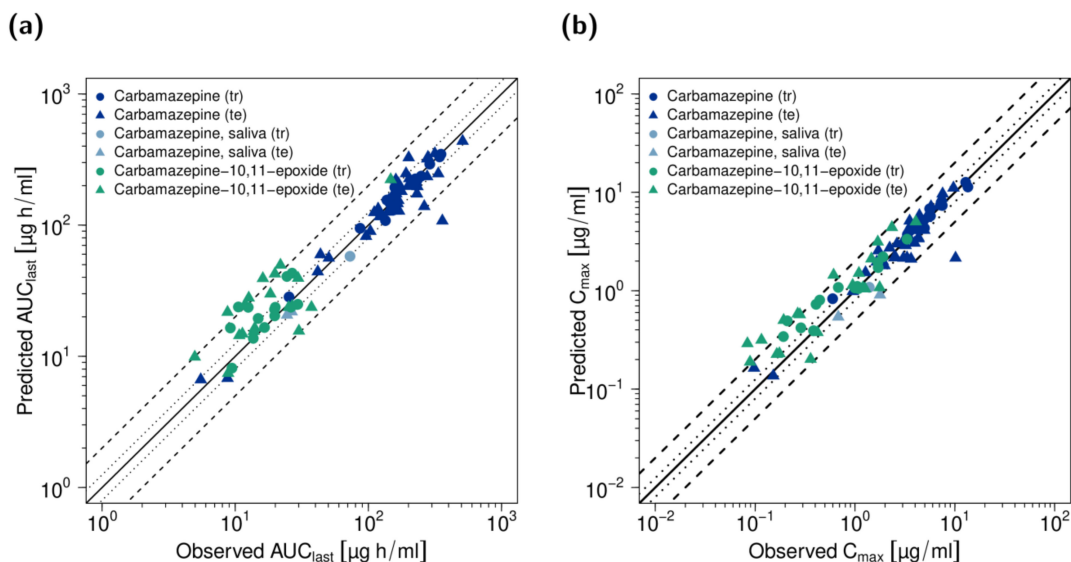 (a)
(b)
Predicted AUClast [µg h/ml]
10³
10²
10¹
10⁰
Carbamazepine (tr)
Carbamazepine (te)
Carbamazepine, saliva (tr)
Carbamazepine, saliva (te)
Carbamazepine−10,11−epoxide (tr)
Carbamazepine−10,11−epoxide (te)
10⁰ 10¹ 10² 10³
Observed AUClast [µg h/ml]
Predicted Cmax [µg/ml]
10²
10¹
10⁰
10⁻¹
10⁻²
Carbamazepine (tr)
Carbamazepine (te)
Carbamazepine, saliva (tr)
Carbamazepine, saliva (te)
Carbamazepine−10,11−epoxide (tr)
Carbamazepine−10,11−epoxide (te)
10⁻² 10⁻¹ 10⁰ 10¹ 10²
Observed Cmax [µg/ml]